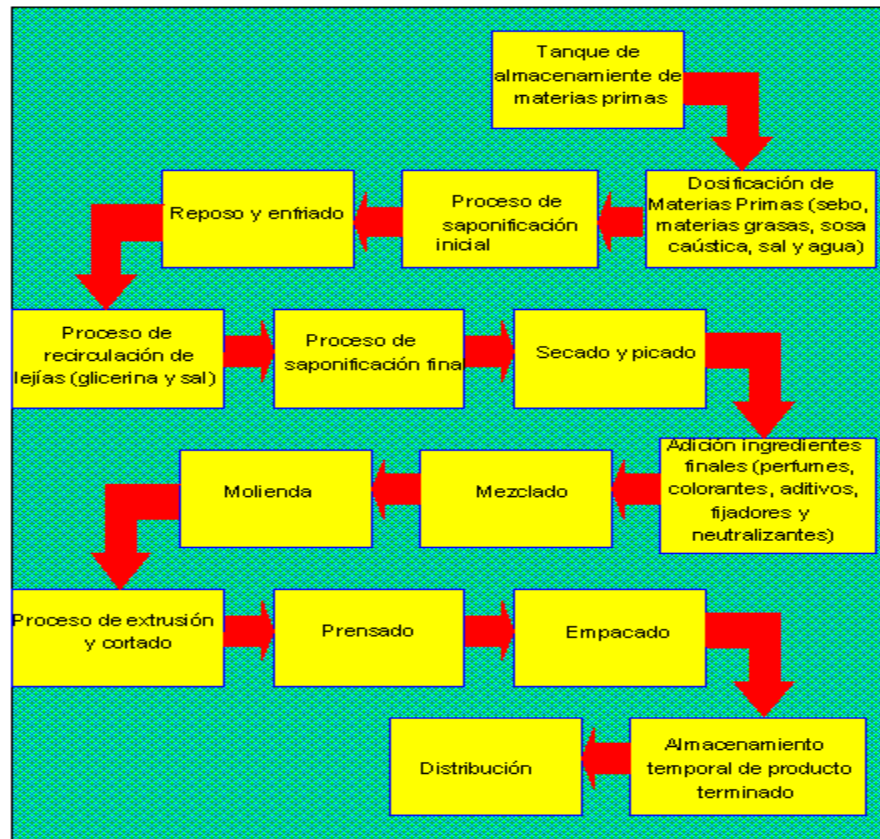 Tanque de
almacenamiente de
materias primas
Dosificación de
Materias Primas (sebo,
materias grasas, sosa
caústica, sal y agua)
Proceso de
saponificación
inicial
Reposo y enfriado
Proceso de
recirculación de
lejías (glicerina y sal)
Proceso de
saponificación final
Secado y picado
Adición ingredientes
finales (perfumes,
colorantes, aditivos,
fijadores y
neutralizantes)
Mezclado
Molienda
Proceso de extrusión
y cortado
Prensado
Empacado
Almacenamiento
temporal de producto
terminado
Distribución